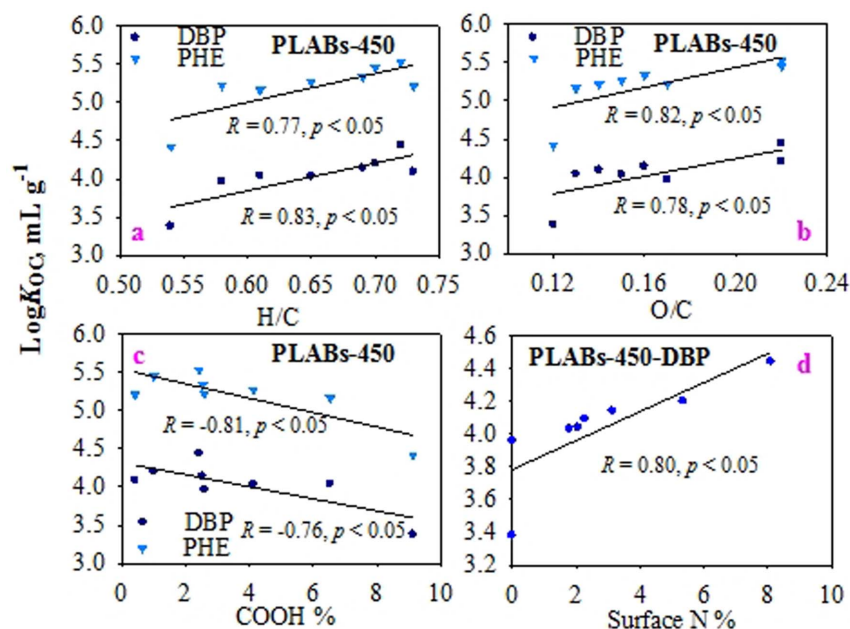 LogKOC, mL g-1
DBP
PHE
PLABs-450
6.0
5.5
5.0
4.5
4.0
3.5
3.0
R = 0.77, p < 0.05
R = 0.83, p < 0.05
a
0.50 0.55 0.60 0.65 0.70 0.75
H/C
DBP
PHE
PLABs-450
6.0
5.5
5.0
4.5
4.0
3.5
3.0
R = 0.82, p < 0.05
R = 0.78, p < 0.05
b
0.12 0.16 0.20 0.24
O/C
c
PLABs-450
6.0
5.5
5.0
4.5
4.0
3.5
3.0
R = -0.81, p < 0.05
DBP
PHE
R = -0.76, p < 0.05
0 2 4 6 8 10
COOH %
PLABs-450-DBP
d
4.6
4.4
4.2
4.0
3.8
3.6
3.4
3.2
R = 0.80, p < 0.05
0 2 4 6 8 10
Surface N %